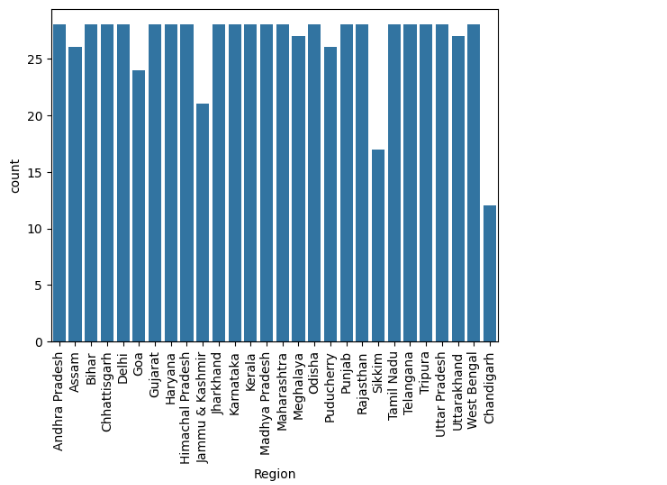 count
25
20
15
10
5
0
Andhra Pradesh
Assam
Bihar
Chhattisgarh
Delhi
Goa
Gujarat
Haryana
Himachal Pradesh
Jammu & Kashmir
Jharkhand
Karnataka
Kerala
Madhya Pradesh
Maharashtra
Meghalaya
Odisha
Puducherry
Punjab
Rajasthan
Sikkim
Tamil Nadu
Telangana
Tripura
Uttar Pradesh
Uttarakhand
West Bengal
Chandigarh
Region